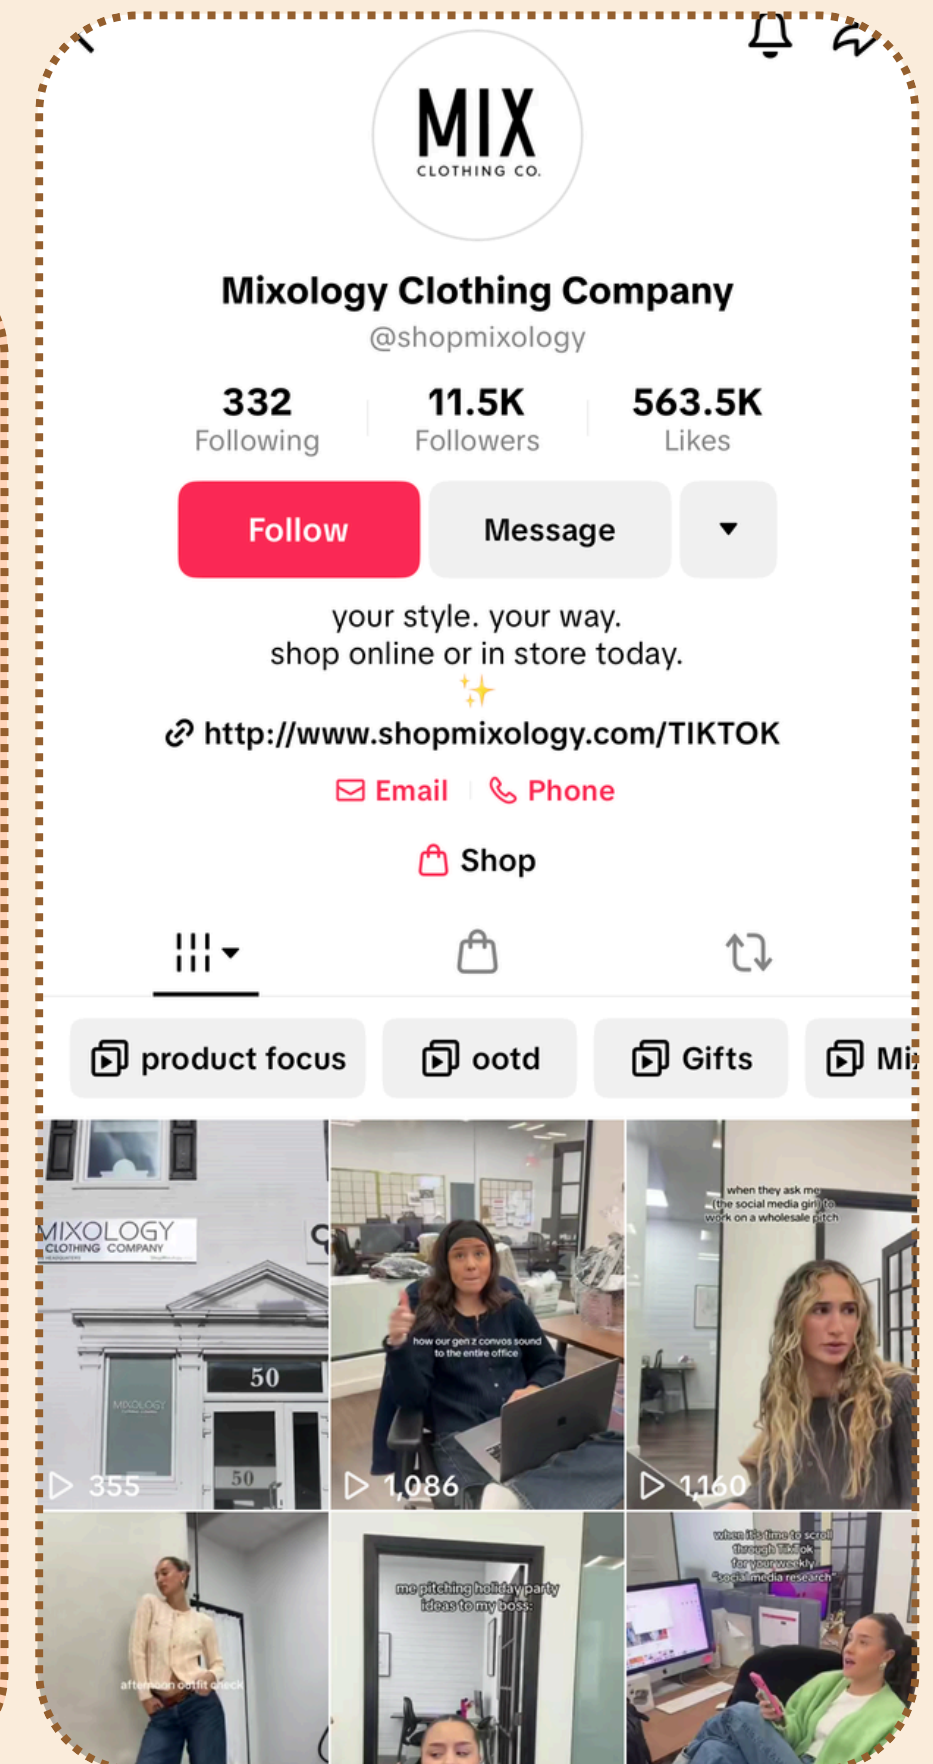 MIX
CLOTHING CO.
Mixology Clothing Company
@shopmixology
332
Following
11.5K
Followers
563.5K
Likes
Follow
Message
your style. your way.
shop online or in store today.
http://www.shopmixology.com/TIKTOK
Email
Phone
Shop
product focus
ootd
Gifts
Mi
MIXOLOGY
CLOTHING COMPANY
50
MIXOLOGY
50
355
how our gen z convos sound
to the entire office
1,086
when they ask me
(the social media girl) to
work on a wholesale pitch
1,160
afternoon outfit check
me pitching holiday party
ideas to my boss:
when it's time to scroll
through TikTok
for your weekly
"social media research"